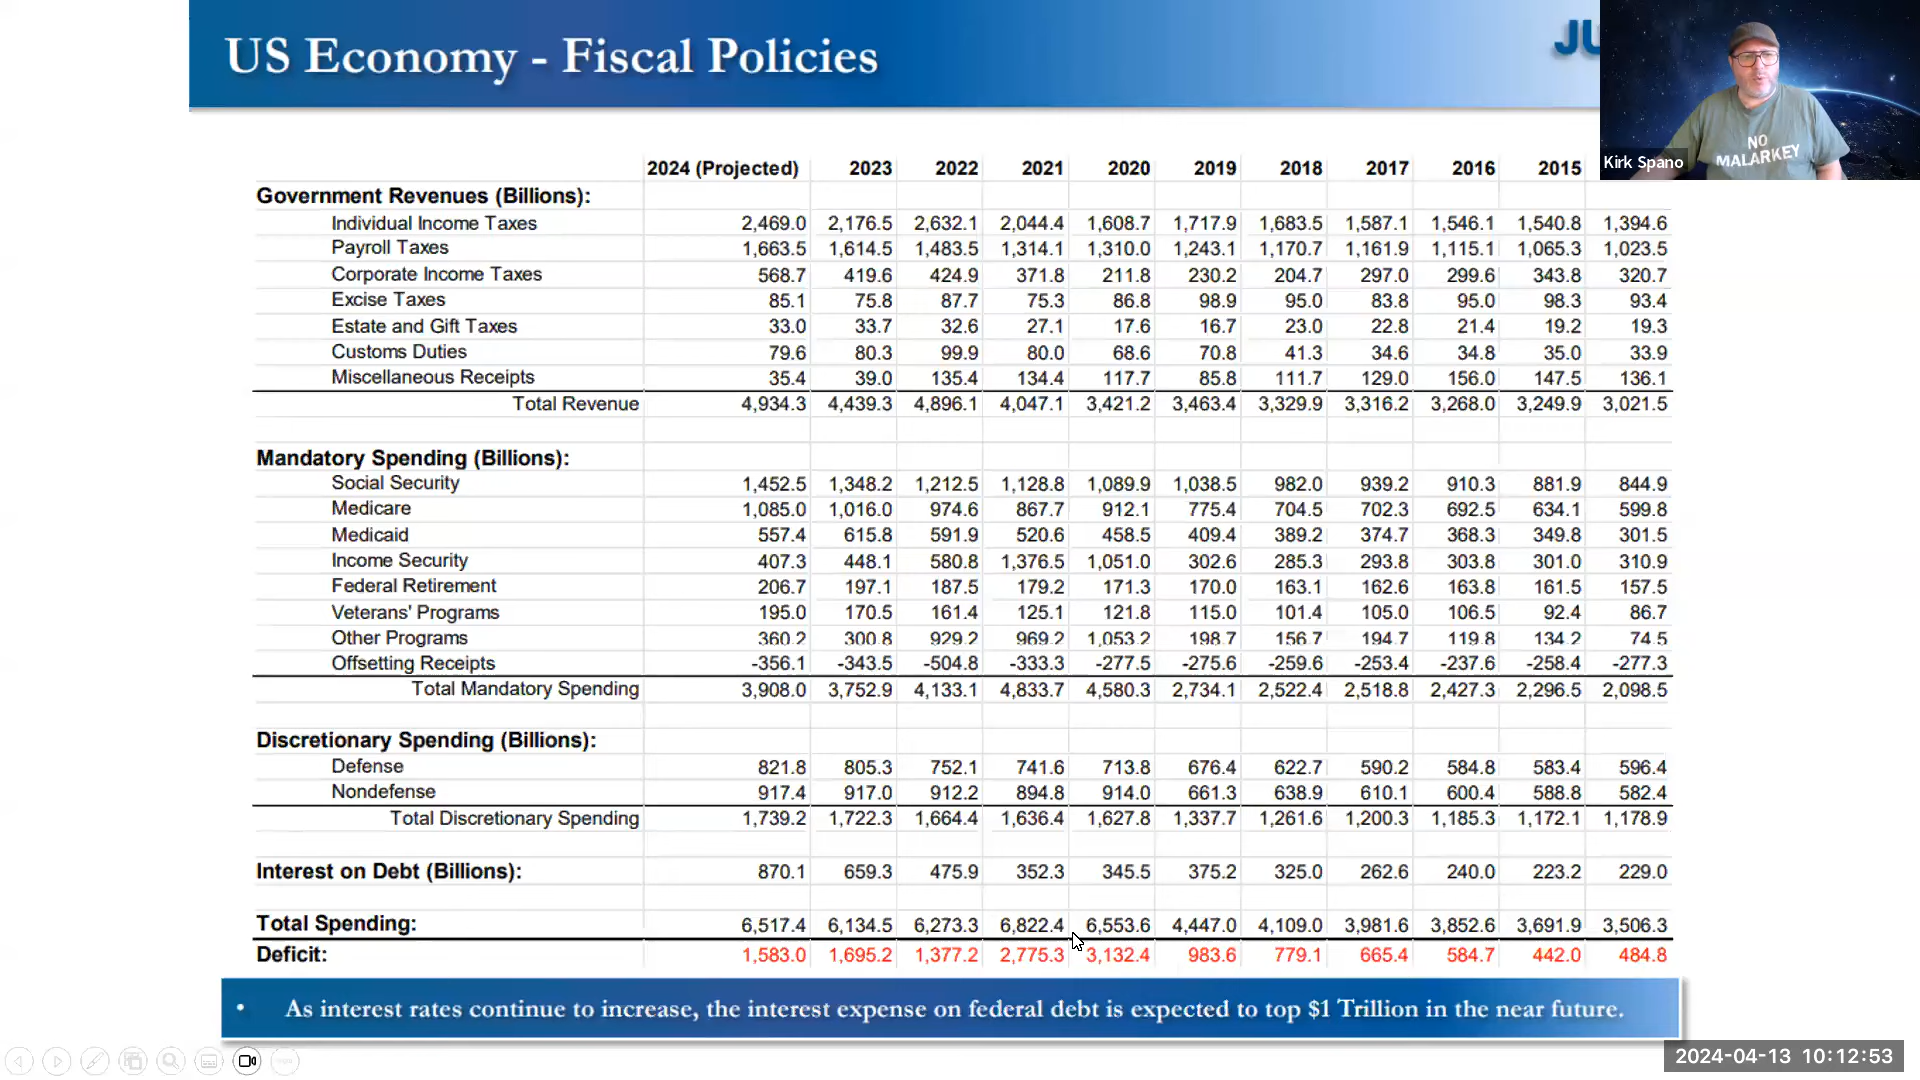 US Economy - Fiscal Policies
JU
NO
MALARKEY
Kirk Spano
2024 (Projected) 2023 2022 2021 2020 2019 2018 2017 2016 2015
Government Revenues (Billions):
Individual Income Taxes 2,469.0 2,176.5 2,632.1 2,044.4 1,608.7 1,717.9 1,683.5 1,587.1 1,546.1 1,540.8 1,394.6
Payroll Taxes 1,663.5 1,614.5 1,483.5 1,314.1 1,310.0 1,243.1 1,170.7 1,161.9 1,115.1 1,065.3 1,023.5
Corporate Income Taxes 568.7 419.6 424.9 371.8 211.8 230.2 204.7 297.0 299.6 343.8 320.7
Excise Taxes 85.1 75.8 87.7 75.3 86.8 98.9 95.0 83.8 95.0 98.3 93.4
Estate and Gift Taxes 33.0 33.7 32.6 27.1 17.6 16.7 23.0 22.8 21.4 19.2 19.3
Customs Duties 79.6 80.3 99.9 80.0 68.6 70.8 41.3 34.6 34.8 35.0 33.9
Miscellaneous Receipts 35.4 39.0 135.4 134.4 117.7 85.8 111.7 129.0 156.0 147.5 136.1
Total Revenue 4,934.3 4,439.3 4,896.1 4,047.1 3,421.2 3,463.4 3,329.9 3,316.2 3,268.0 3,249.9 3,021.5
Mandatory Spending (Billions):
Social Security 1,452.5 1,348.2 1,212.5 1,128.8 1,089.9 1,038.5 982.0 939.2 910.3 881.9 844.9
Medicare 1,085.0 1,016.0 974.6 867.7 912.1 775.4 704.5 702.3 692.5 634.1 599.8
Medicaid 557.4 615.8 591.9 520.6 458.5 409.4 389.2 374.7 368.3 349.8 301.5
Income Security 407.3 448.1 580.8 1,376.5 1,051.0 302.6 285.3 293.8 303.8 301.0 310.9
Federal Retirement 206.7 197.1 187.5 179.2 171.3 170.0 163.1 162.6 163.8 161.5 157.5
Veterans' Programs 195.0 170.5 161.4 125.1 121.8 115.0 101.4 105.0 106.5 92.4 86.7
Other Programs 360.2 300.8 929.2 969.2 1,053.2 198.7 156.7 194.7 119.8 134.2 74.5
Offsetting Receipts -356.1 -343.5 -504.8 -333.3 -277.5 -275.6 -259.6 -253.4 -237.6 -258.4 -277.3
Total Mandatory Spending 3,908.0 3,752.9 4,133.1 4,833.7 4,580.3 2,734.1 2,522.4 2,518.8 2,427.3 2,296.5 2,098.5
Discretionary Spending (Billions):
Defense 821.8 805.3 752.1 741.6 713.8 676.4 622.7 590.2 584.8 583.4 596.4
Nondefense 917.4 917.0 912.2 894.8 914.0 661.3 638.9 610.1 600.4 588.8 582.4
Total Discretionary Spending 1,739.2 1,722.3 1,664.4 1,636.4 1,627.8 1,337.7 1,261.6 1,200.3 1,185.3 1,172.1 1,178.9
Interest on Debt (Billions): 870.1 659.3 475.9 352.3 345.5 375.2 325.0 262.6 240.0 223.2 229.0
Total Spending: 6,517.4 6,134.5 6,273.3 6,822.4 6,553.6 4,447.0 4,109.0 3,981.6 3,852.6 3,691.9 3,506.3
Deficit: 1,583.0 1,695.2 1,377.2 2,775.3 3,132.4 983.6 779.1 665.4 584.7 442.0 484.8
• As interest rates continue to increase, the interest expense on federal debt is expected to top $1 Trillion in the near future.
2024-04-13 10:12:53